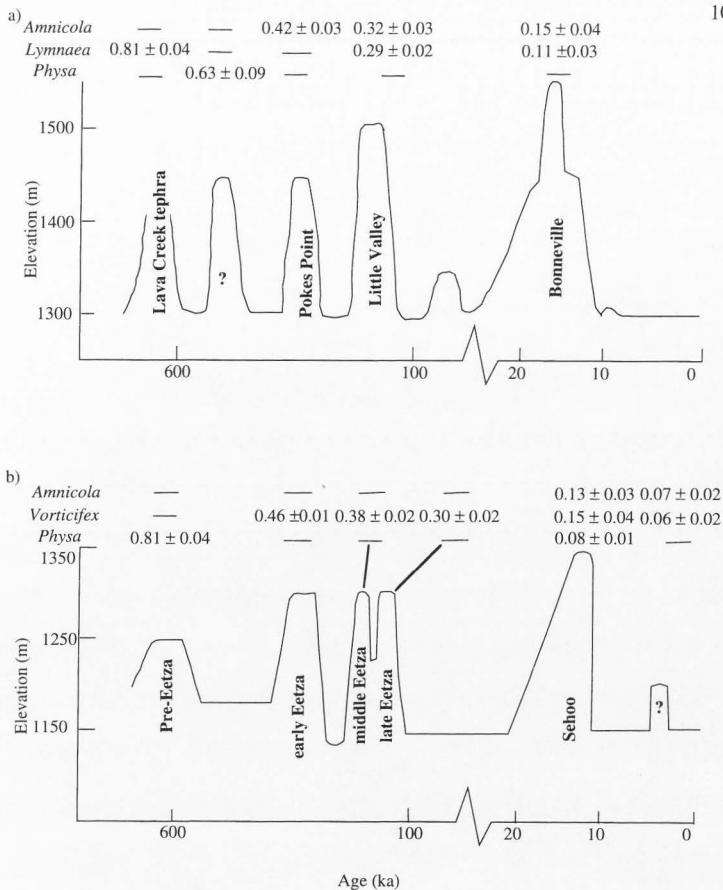 a)
16
Amnicola — — 0.42 ± 0.03 0.32 ± 0.03 0.15 ± 0.04
Lymnaea 0.81 ± 0.04 — — 0.29 ± 0.02 0.11 ± 0.03
Physa — 0.63 ± 0.09 — — —
1500
1400
1300
Elevation (m)
Lava Creek tephra
?
Pokes Point
Little Valley
Bonneville
600 100 20 10 0
b)
Amnicola — — — — 0.13 ± 0.03 0.07 ± 0.02
Vorticifex — 0.46 ± 0.01 0.38 ± 0.02 0.30 ± 0.02 0.15 ± 0.04 0.06 ± 0.02
Physa 0.81 ± 0.04 — — — 0.08 ± 0.01 —
1350
1250
1150
Elevation (m)
Pre-Eetza
early Eetza
middle Eetza
late Eetza
Sehoo
?
600 100 20 10 0
Age (ka)